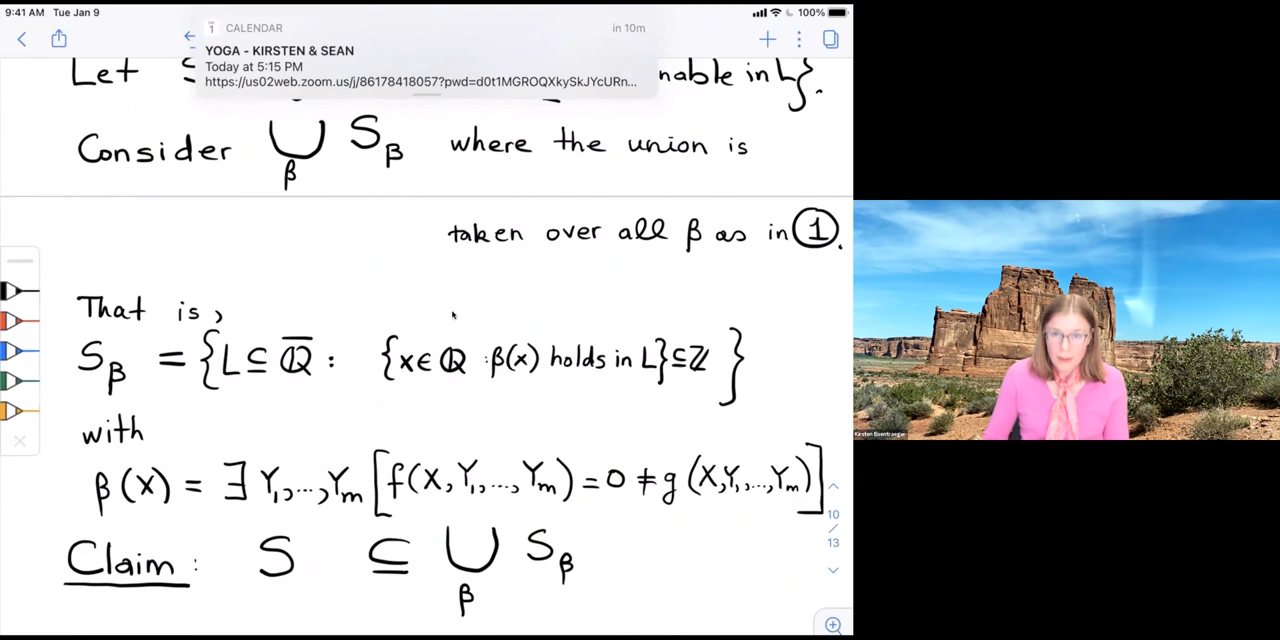 9:41 AM Tue Jan 9
100%
CALENDAR
in 10m
YOGA - KIRSTEN & SEAN
Today at 5:15 PM
https://us02web.zoom.us/j/86178418057?pwd=d0t1MGROQXkySkJYcURn...
Let S nable in L}.
Consider ⋃_β S_β where the union is
taken over all β as in ①.
That is,
S_β = {L ⊆ Q̅ : {x ∈ ℚ : β(x) holds in L} ⊆ ℤ }
with
β(X) = ∃ Y₁,...,Yₘ [f(X,Y₁,...,Yₘ) = 0 ≠ g(X,Y₁,...,Yₘ)]
10
/
13
Claim: S ⊆ ⋃_β S_β
Kirsten Eisentraeger